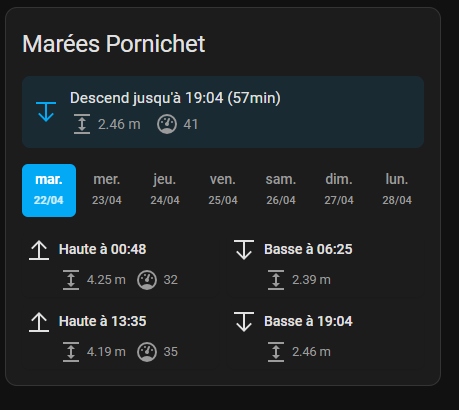 Marées Pornichet
Descend jusqu'à 19:04 (57min)
2.46 m 41
mar. mer. jeu. ven. sam. dim. lun.
22/04 23/04 24/04 25/04 26/04 27/04 28/04
Haute à 00:48 Basse à 06:25
4.25 m 32 2.39 m
Haute à 13:35 Basse à 19:04
4.19 m 35 2.46 m